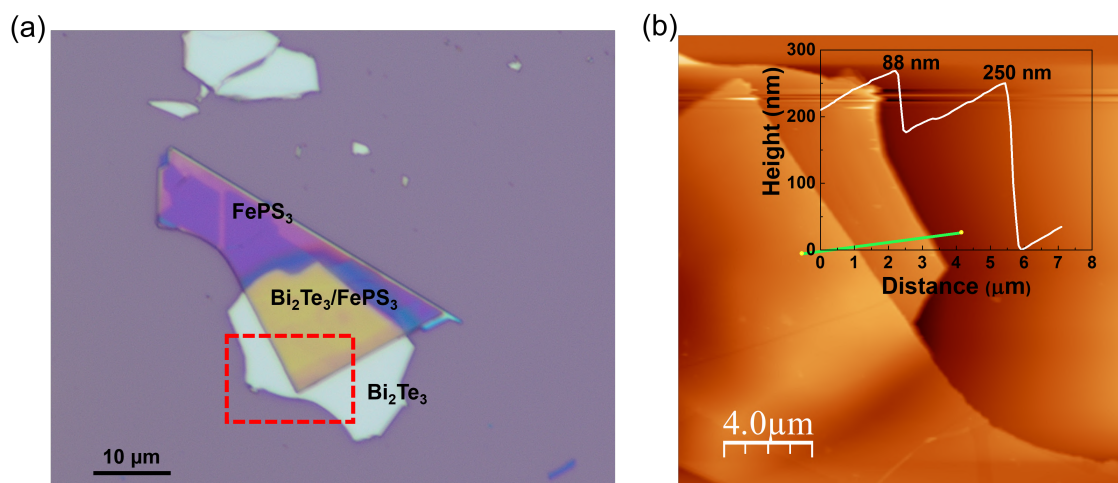 (a)
FePS₃
Bi₂Te₃/FePS₃
Bi₂Te₃
10 µm
(b)
300
200
100
0
Height (nm)
88 nm
250 nm
0 1 2 3 4 5 6 7 8
Distance (µm)
4.0µm